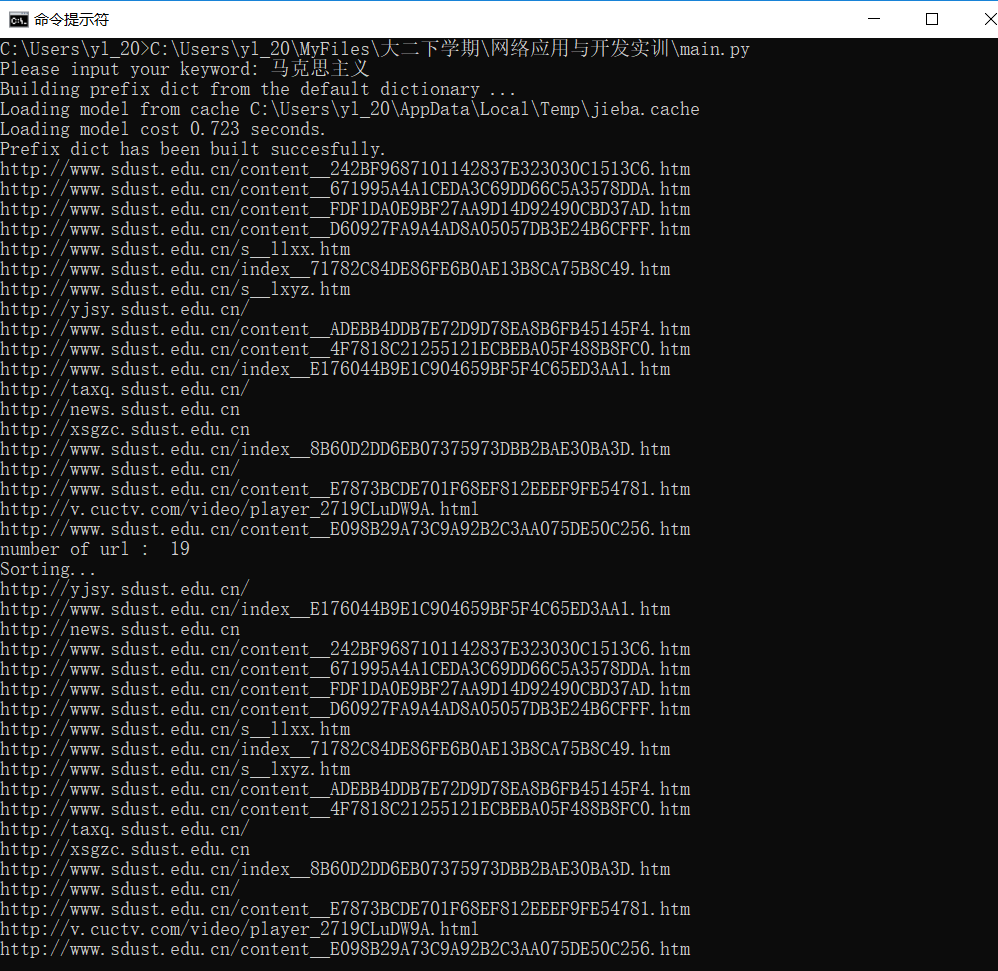 命令提示符
C:\Users\yl_20>C:\Users\yl_20\MyFiles\大二下学期\网络应用与开发实训\main.py
Please input your keyword: 马克思主义
Building prefix dict from the default dictionary ...
Loading model from cache C:\Users\yl_20\AppData\Local\Temp\jieba.cache
Loading model cost 0.723 seconds.
Prefix dict has been built succesfully.
http://www.sdust.edu.cn/content__242BF9687101142837E323030C1513C6.htm
http://www.sdust.edu.cn/content__671995A4A1CEDA3C69DD66C5A3578DDA.htm
http://www.sdust.edu.cn/content__FDF1DA0E9BF27AA9D14D92490CBD37AD.htm
http://www.sdust.edu.cn/content__D60927FA9A4AD8A05057DB3E24B6CFFF.htm
http://www.sdust.edu.cn/s__llxx.htm
http://www.sdust.edu.cn/index__71782C84DE86FE6B0AE13B8CA75B8C49.htm
http://www.sdust.edu.cn/s__lxyz.htm
http://yjsy.sdust.edu.cn/
http://www.sdust.edu.cn/content__ADEBB4DDB7E72D9D78EA8B6FB45145F4.htm
http://www.sdust.edu.cn/content__4F7818C21255121ECBEBA05F488B8FC0.htm
http://www.sdust.edu.cn/index__E176044B9E1C904659BF5F4C65ED3AA1.htm
http://taxq.sdust.edu.cn/
http://news.sdust.edu.cn
http://xsgzc.sdust.edu.cn
http://www.sdust.edu.cn/index__8B60D2DD6EB07375973DBB2BAE30BA3D.htm
http://www.sdust.edu.cn/
http://www.sdust.edu.cn/content__E7873BCDE701F68EF812EEEF9FE54781.htm
http://v.cuctv.com/video/player_2719CLuDW9A.html
http://www.sdust.edu.cn/content__E098B29A73C9A92B2C3AA075DE50C256.htm
number of url :  19
Sorting...
http://yjsy.sdust.edu.cn/
http://www.sdust.edu.cn/index__E176044B9E1C904659BF5F4C65ED3AA1.htm
http://news.sdust.edu.cn
http://www.sdust.edu.cn/content__242BF9687101142837E323030C1513C6.htm
http://www.sdust.edu.cn/content__671995A4A1CEDA3C69DD66C5A3578DDA.htm
http://www.sdust.edu.cn/content__FDF1DA0E9BF27AA9D14D92490CBD37AD.htm
http://www.sdust.edu.cn/content__D60927FA9A4AD8A05057DB3E24B6CFFF.htm
http://www.sdust.edu.cn/s__llxx.htm
http://www.sdust.edu.cn/index__71782C84DE86FE6B0AE13B8CA75B8C49.htm
http://www.sdust.edu.cn/s__lxyz.htm
http://www.sdust.edu.cn/content__ADEBB4DDB7E72D9D78EA8B6FB45145F4.htm
http://www.sdust.edu.cn/content__4F7818C21255121ECBEBA05F488B8FC0.htm
http://taxq.sdust.edu.cn/
http://xsgzc.sdust.edu.cn
http://www.sdust.edu.cn/index__8B60D2DD6EB07375973DBB2BAE30BA3D.htm
http://www.sdust.edu.cn/
http://www.sdust.edu.cn/content__E7873BCDE701F68EF812EEEF9FE54781.htm
http://v.cuctv.com/video/player_2719CLuDW9A.html
http://www.sdust.edu.cn/content__E098B29A73C9A92B2C3AA075DE50C256.htm